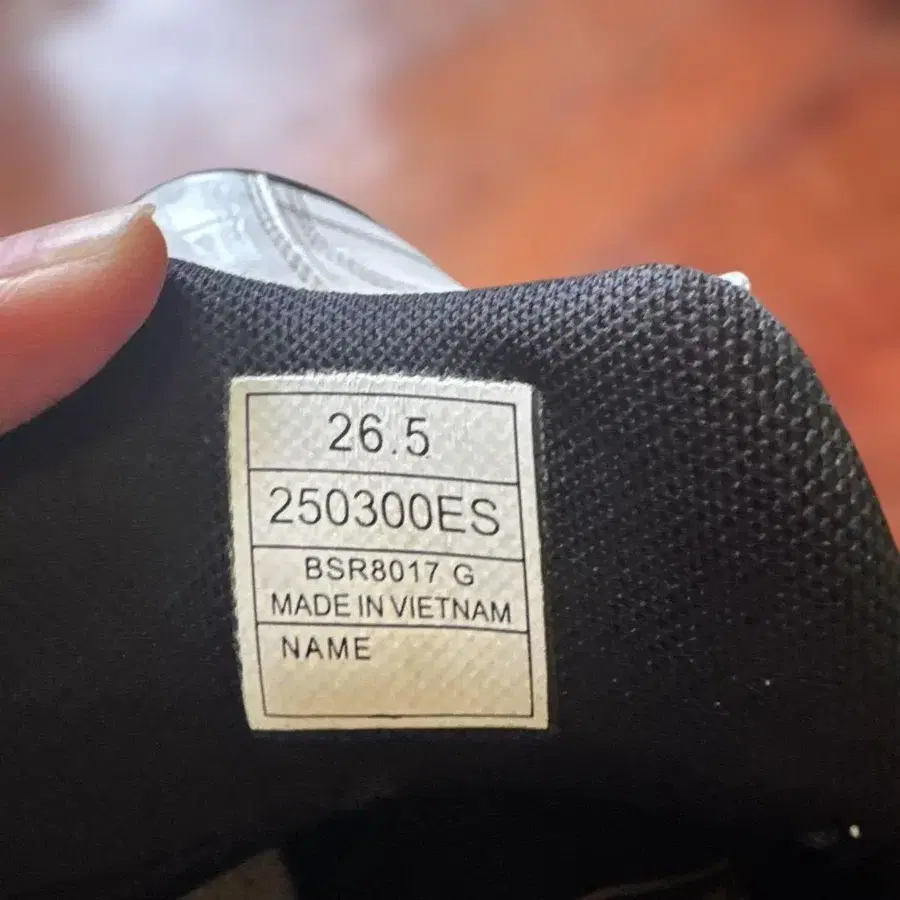 26.5
250300ES
BSR8017 G
MADE IN VIETNAM
NAME